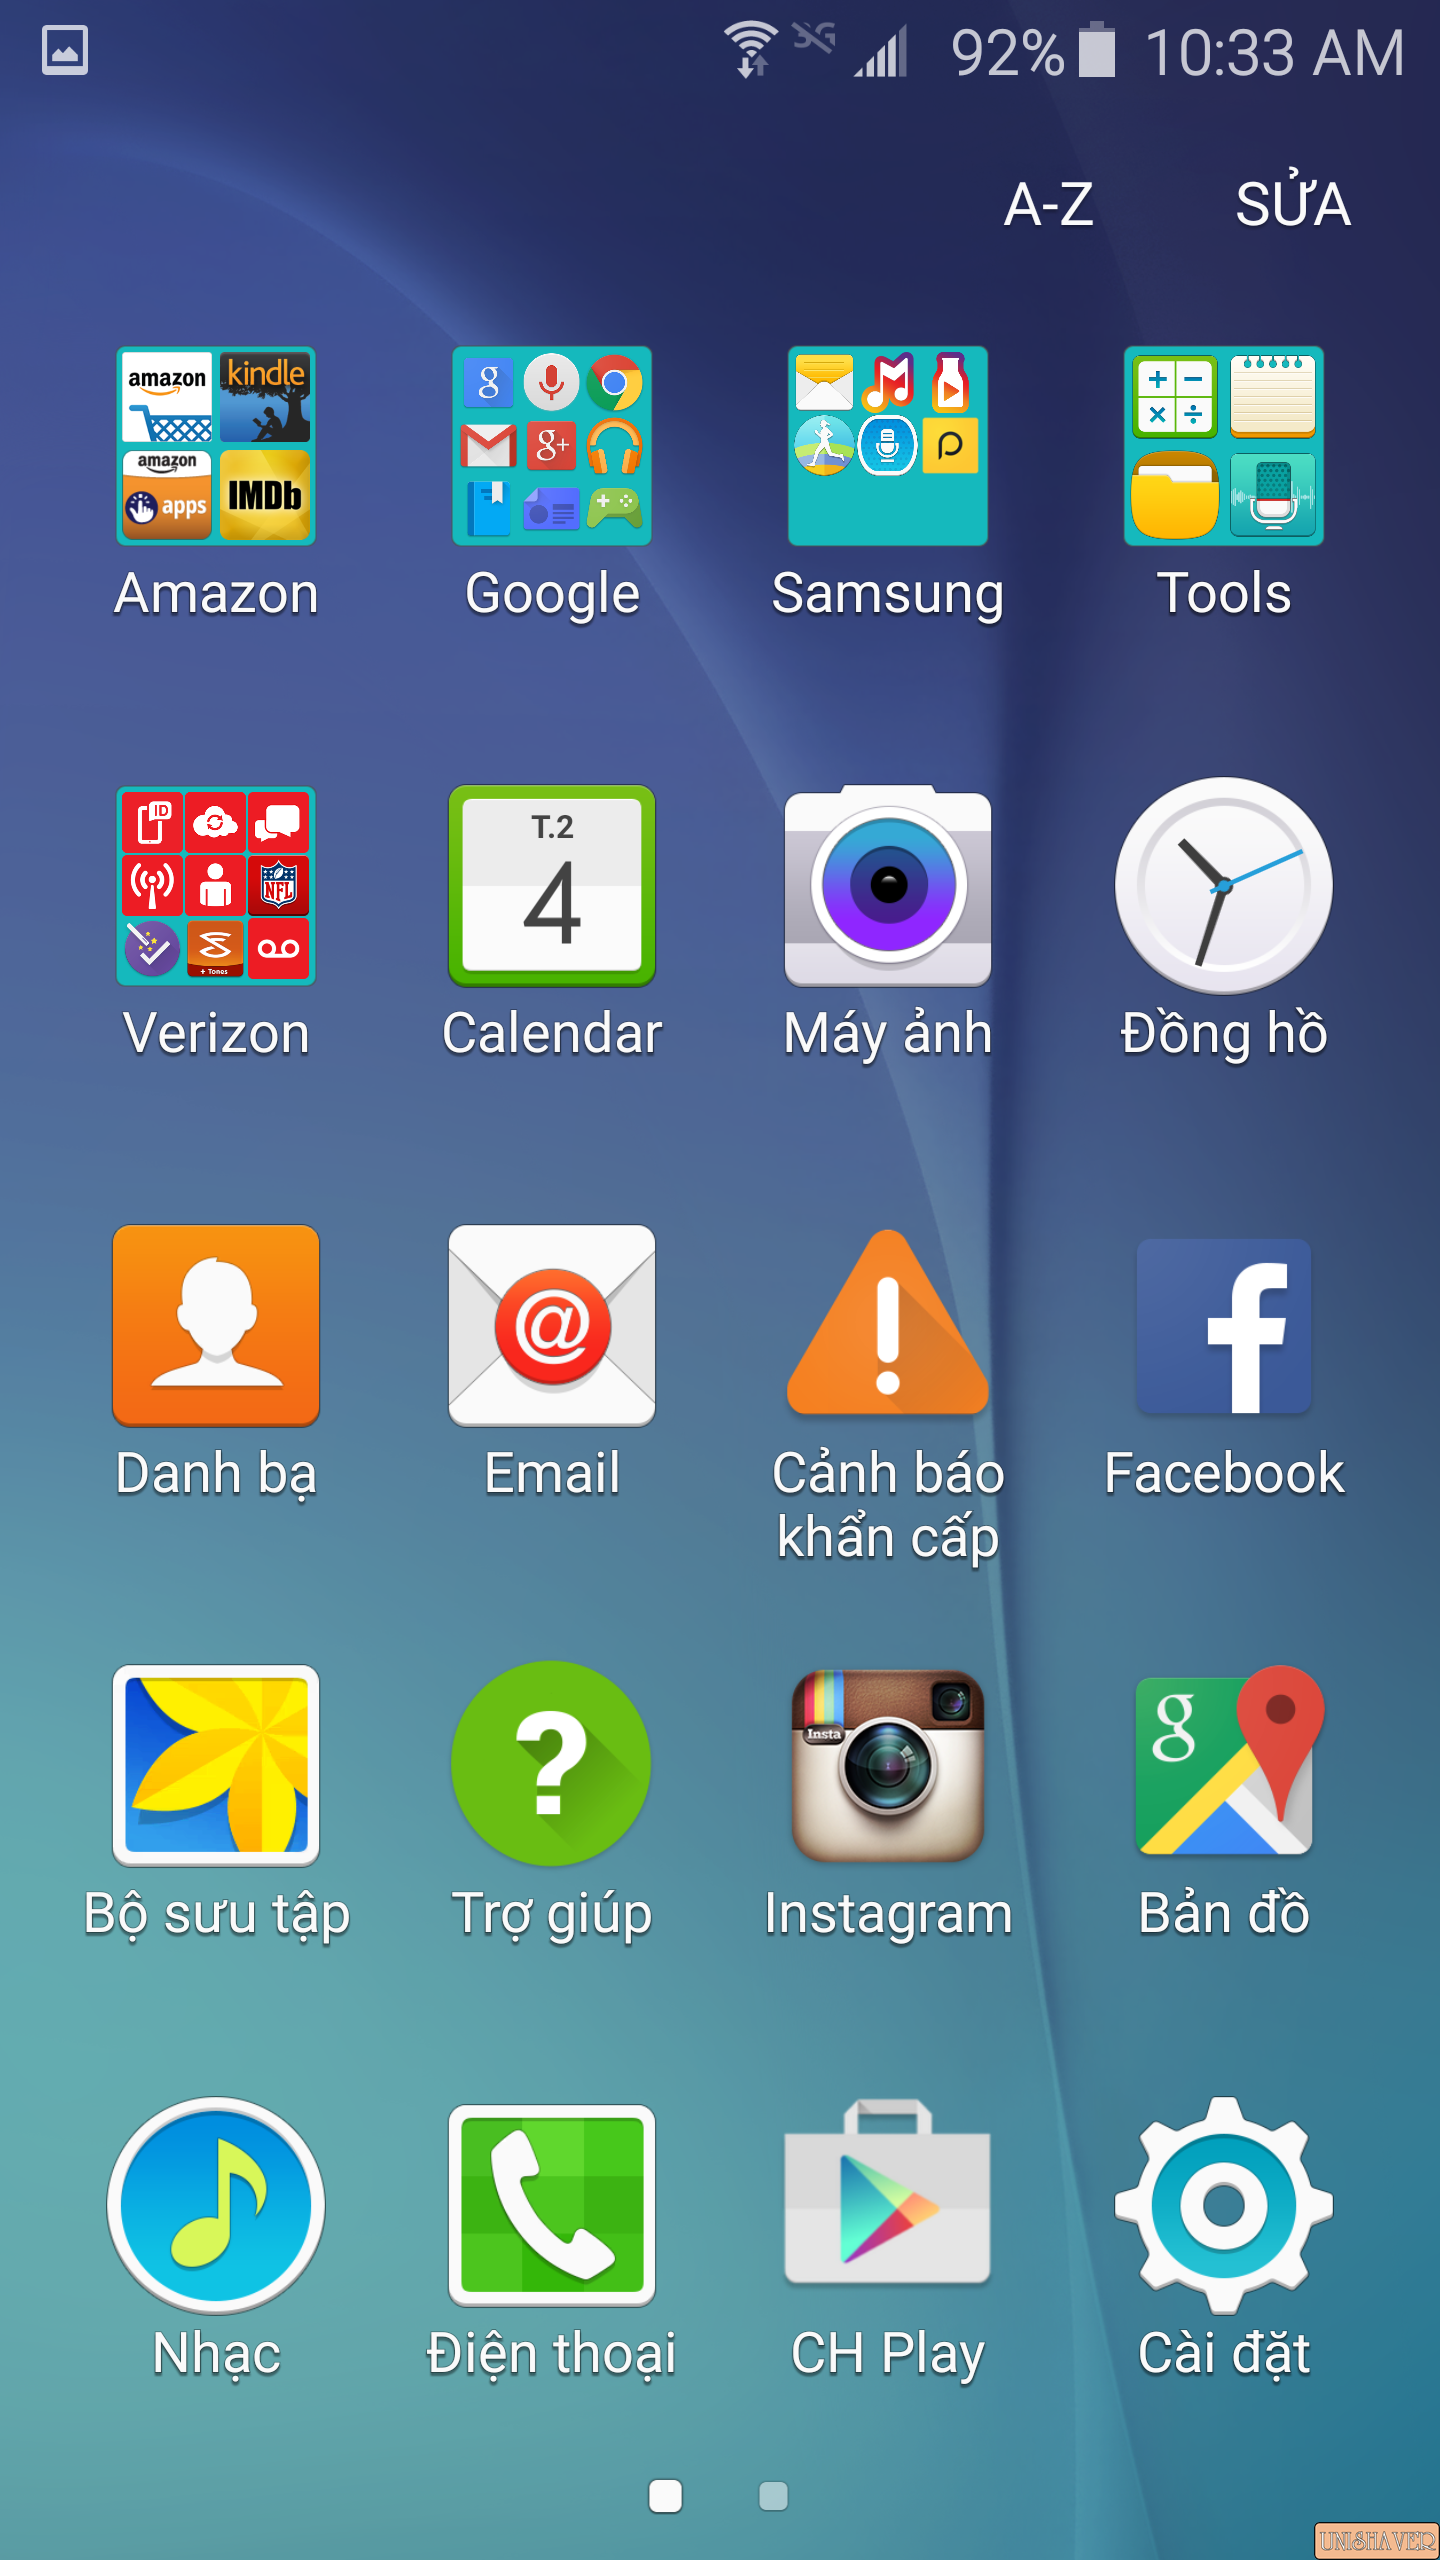 92% 10:33 AM
A-Z SỬA
amazon kindle
amazon apps IMDb
g
g+
Amazon Google Samsung Tools
ID
NFL
+ Tones
T.2
4
Verizon Calendar Máy ảnh Đồng hồ
@
Danh bạ Email Cảnh báo khẩn cấp Facebook
Insta
g
Bộ sưu tập Trợ giúp Instagram Bản đồ
Nhạc Điện thoại CH Play Cài đặt
UNISHAVER